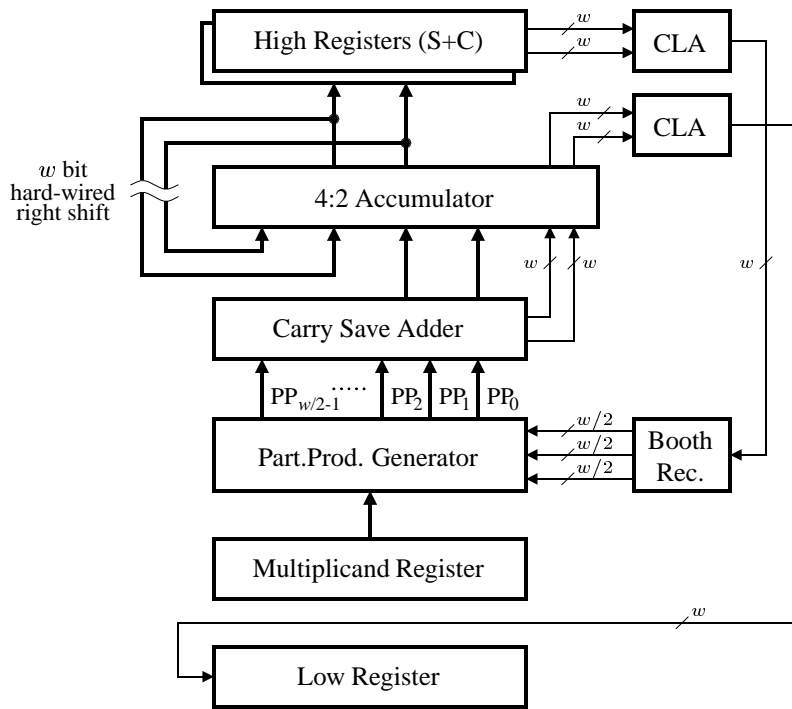 High Registers (S+C)
w
w
CLA
w
w
CLA
w bit
hard-wired
right shift
4:2 Accumulator
w
w
w
Carry Save Adder
PP w/2-1
.....
PP2
PP1
PP0
Part.Prod. Generator
w/2
w/2
w/2
Booth
Rec.
Multiplicand Register
w
Low Register